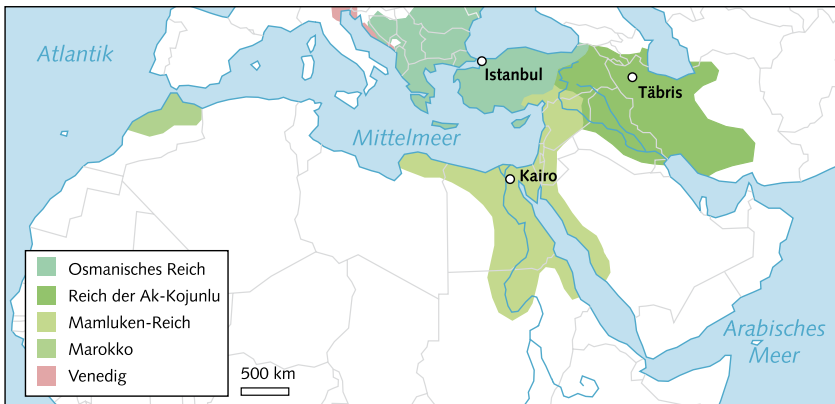 Atlantik
Istanbul
Täbris
Mittelmeer
Kairo
Osmanisches Reich
Reich der Ak-Kojunlu
Mamluken-Reich
Marokko
Venedig
500 km
Arabisches
Meer